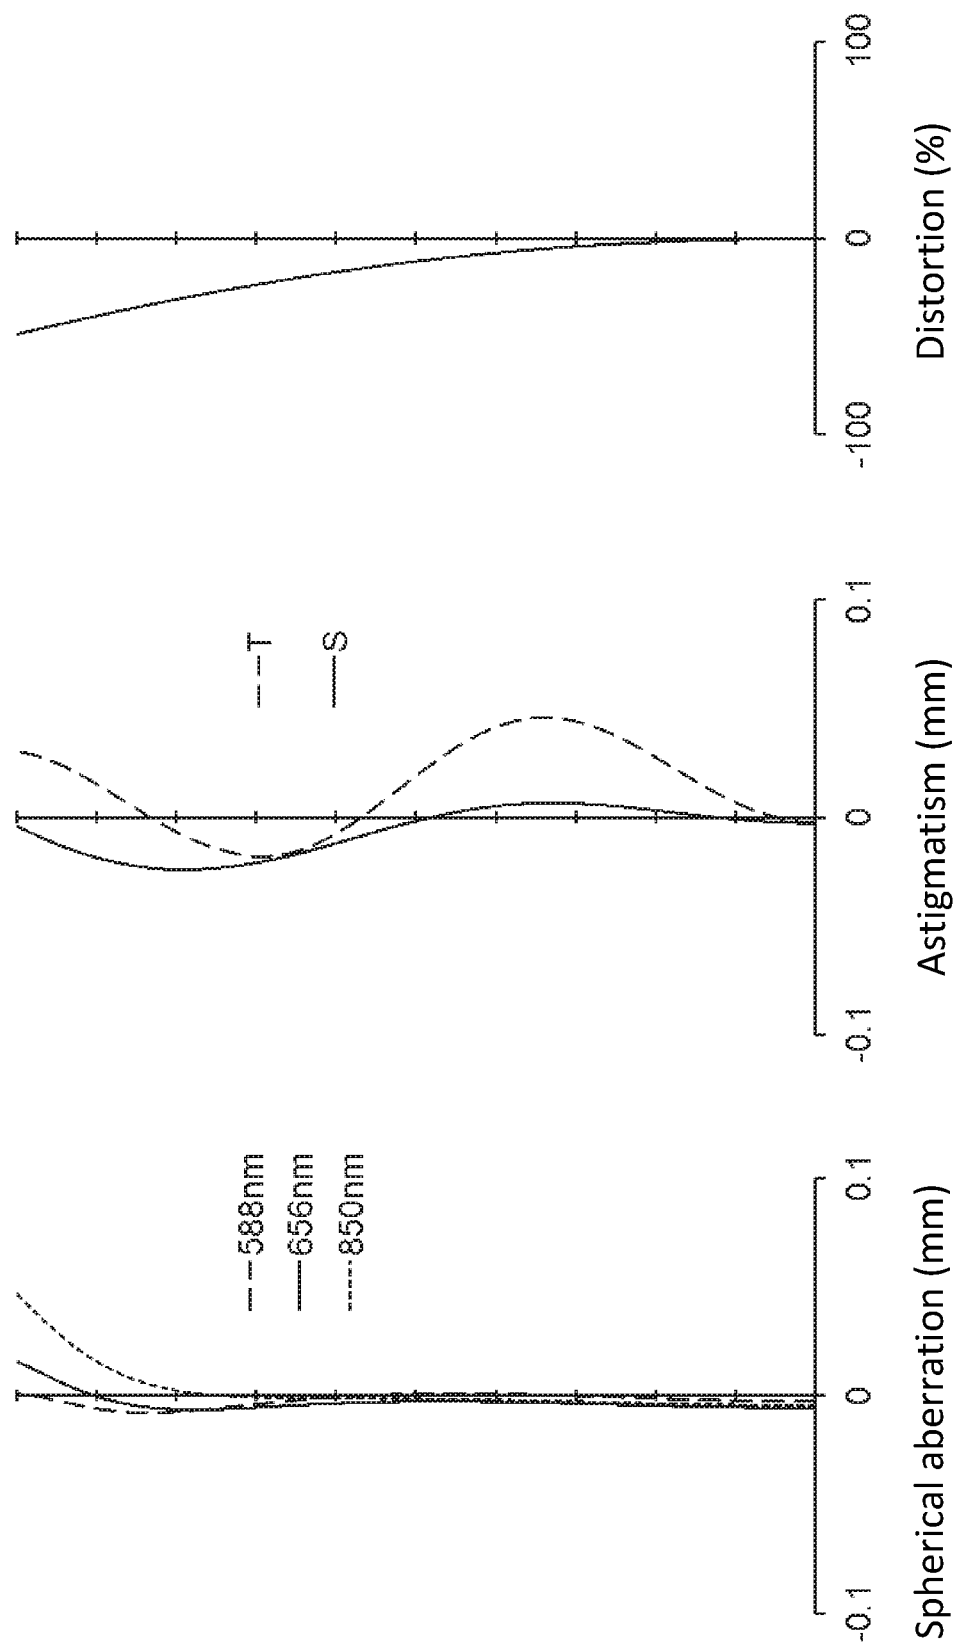 588nm
656nm
850nm
-0.1
0
0.1
Spherical aberration (mm)
T
S
-0.1
0
0.1
Astigmatism (mm)
-100
0
100
Distortion (%)